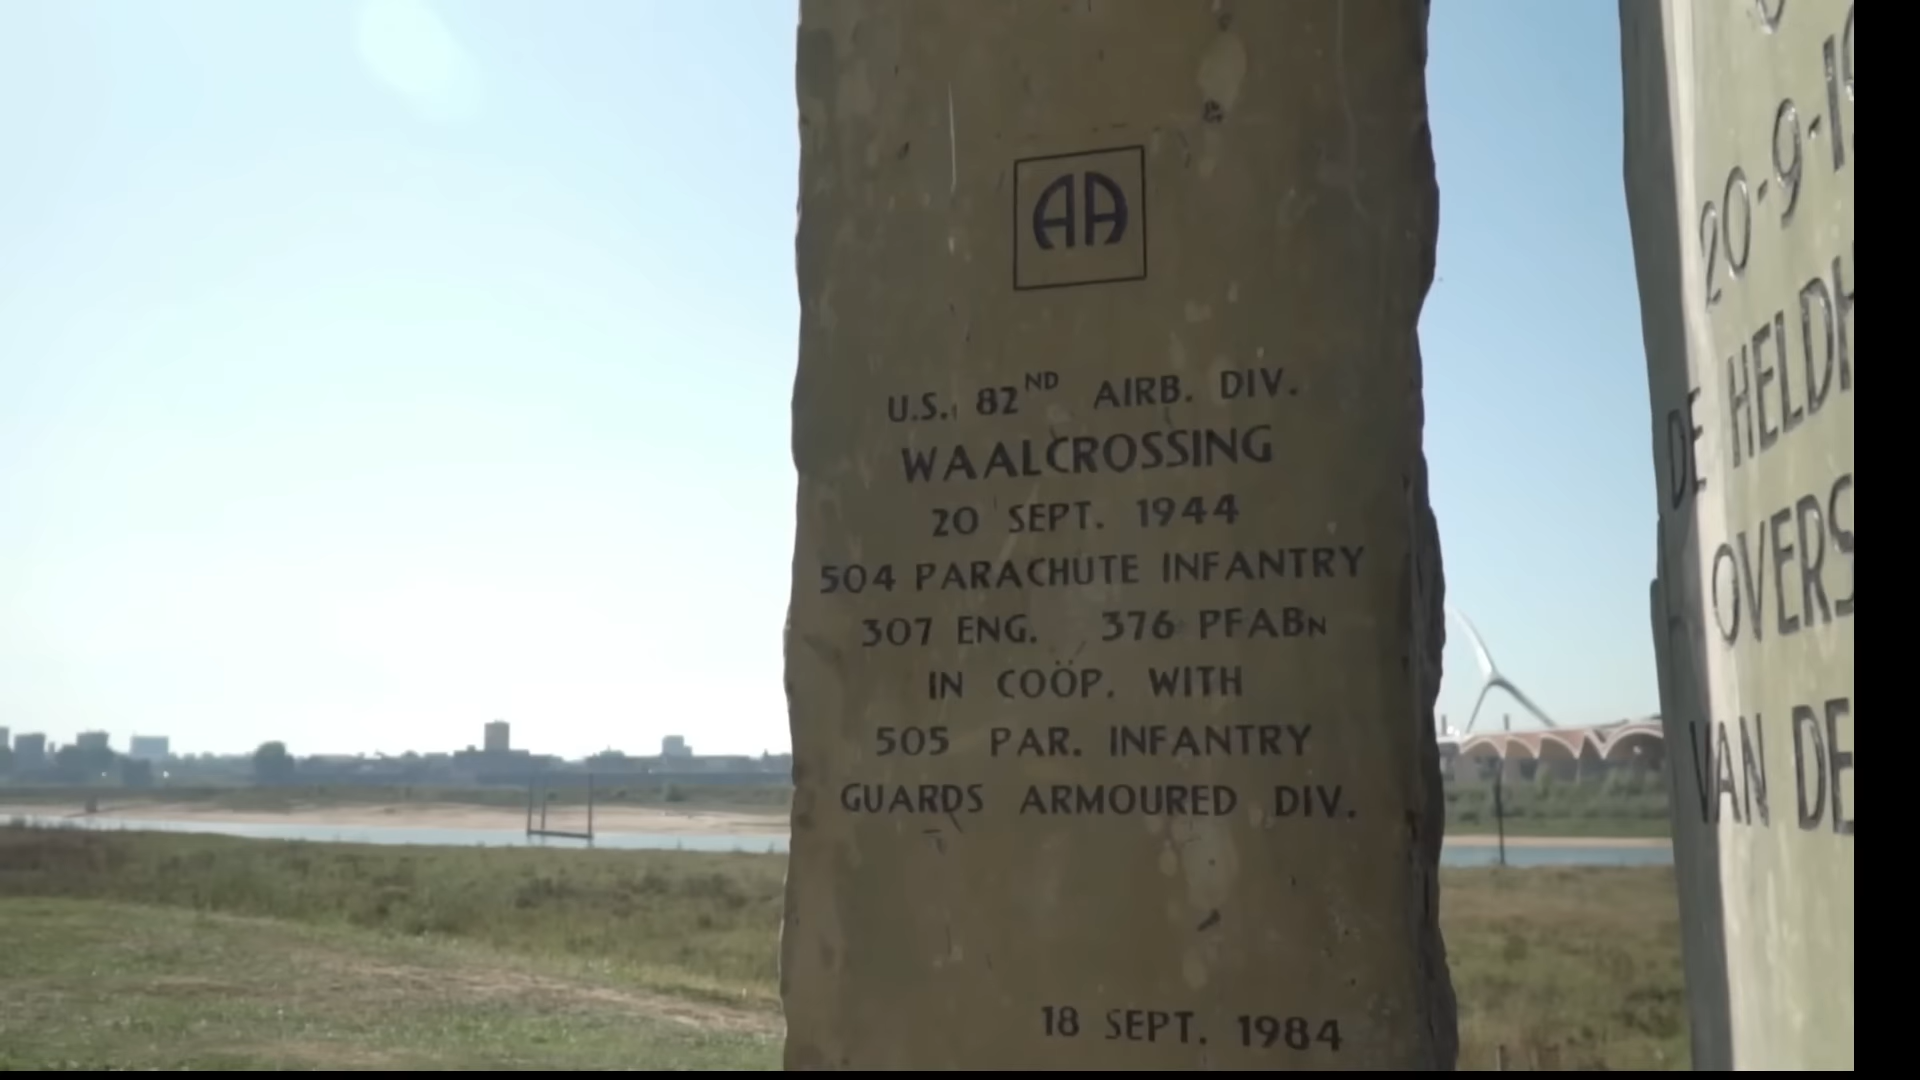 AA
U.S. 82ND AIRB. DIV.
WAALCROSSING
20 SEPT. 1944
504 PARACHUTE INFANTRY
307 ENG. 376 PFABN
IN COÖP. WITH
505 PAR. INFANTRY
GUARDS ARMOURED DIV.
18 SEPT. 1984
20-9-1
DE HELD
OVERS
VAN DE